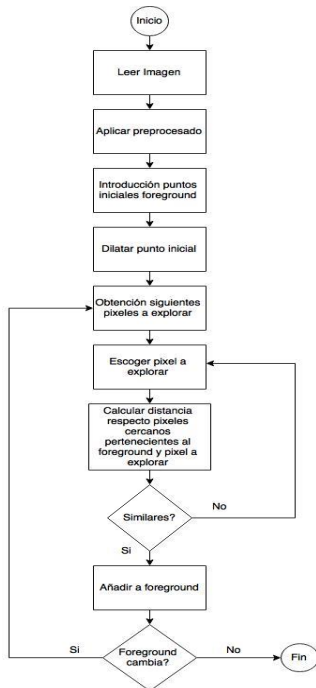 Inicio
Leer Imagen
Aplicar preprocesado
Introducción puntos
iniciales foreground
Dilatar punto inicial
Obtención siguientes
pixeles a explorar
Escoger pixel a
explorar
Calcular distancia
respecto pixeles
cercanos
pertenecientes al
foreground y pixel a
explorar
Similares?
No
Si
Añadir a foreground
Si
Foreground
cambia?
No
Fin